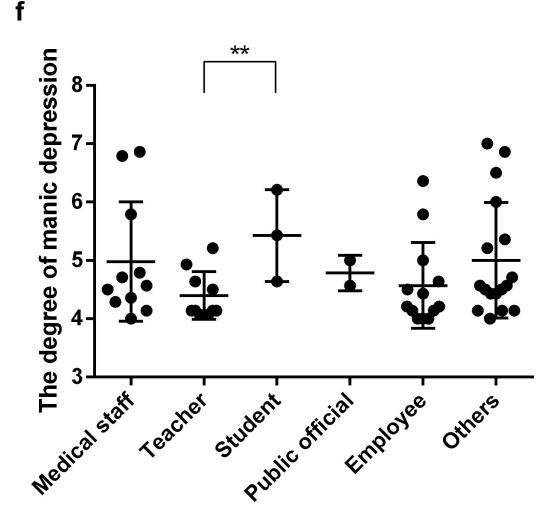 f
The degree of manic depression
**
8
7
6
5
4
3
Medical staff
Teacher
Student
Public official
Employee
Others